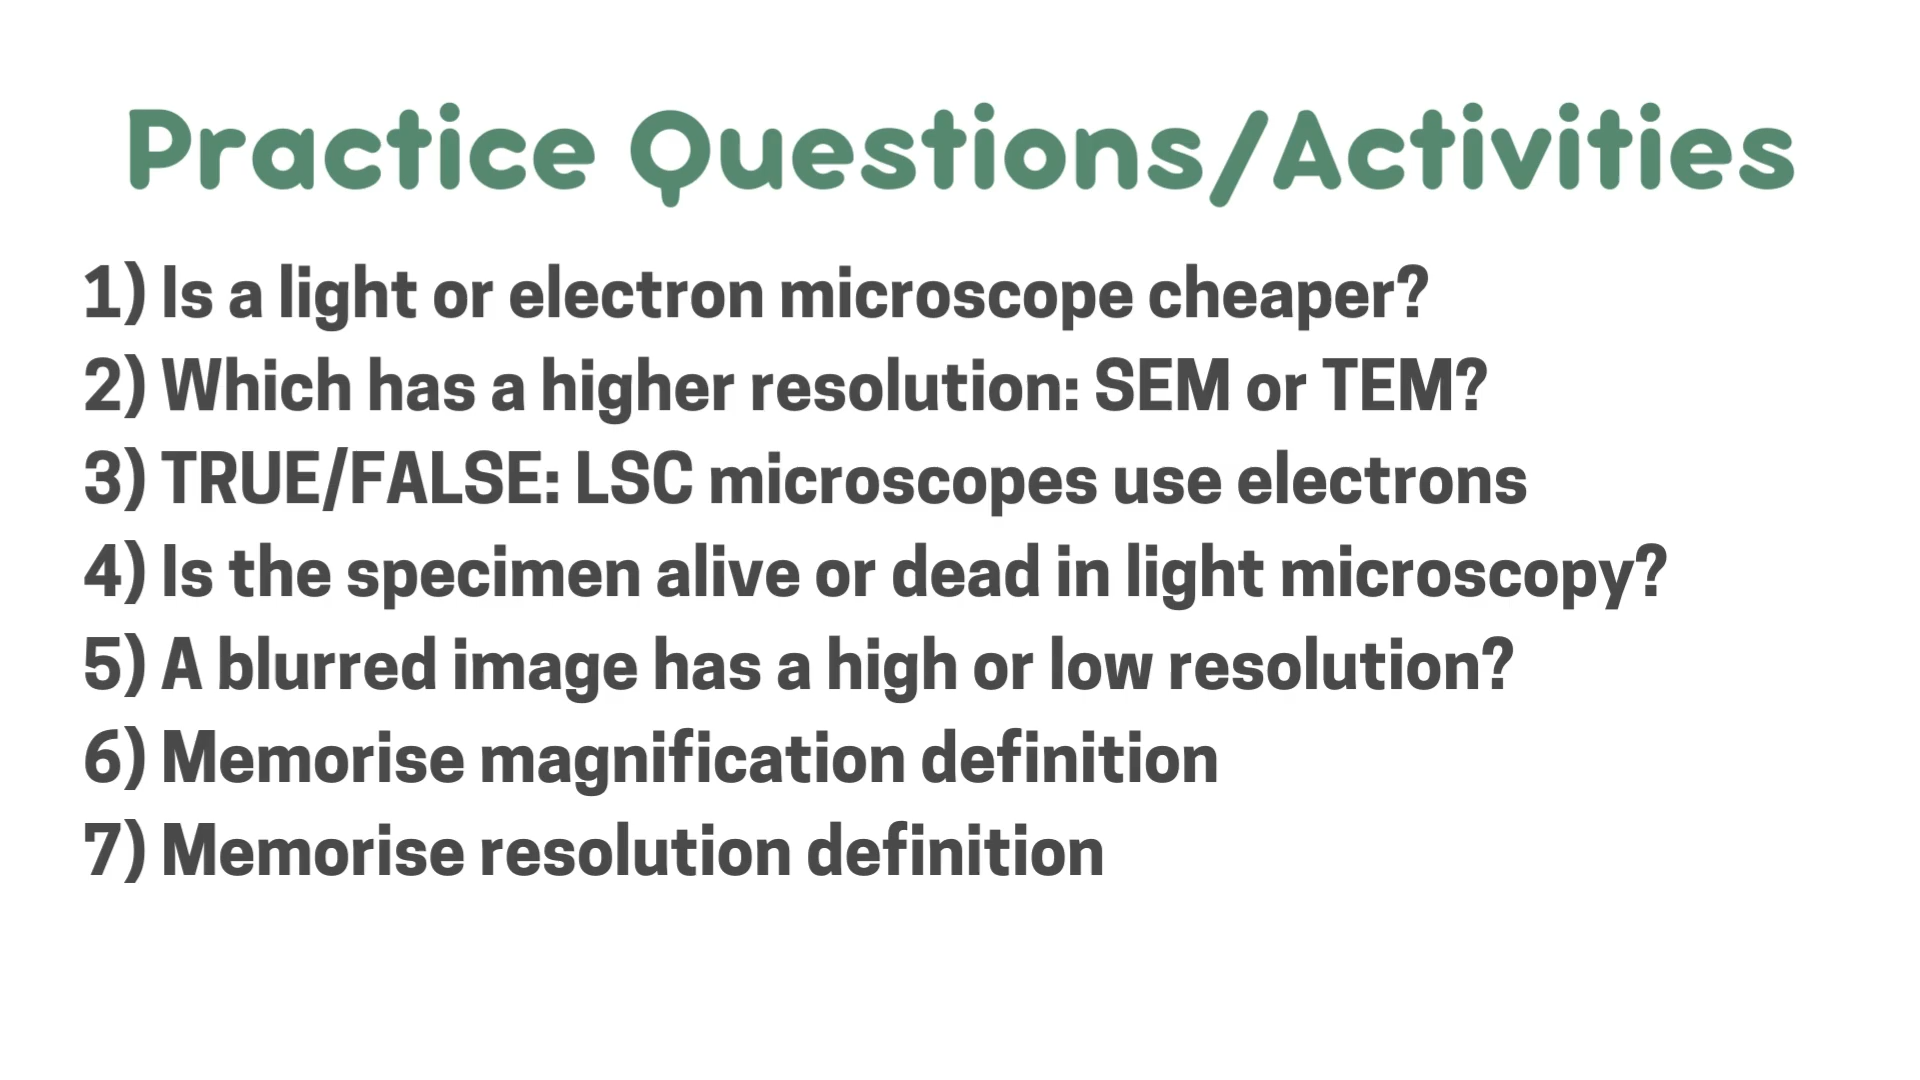 Practice Questions/Activities
1) Is a light or electron microscope cheaper?
2) Which has a higher resolution: SEM or TEM?
3) TRUE/FALSE: LSC microscopes use electrons
4) Is the specimen alive or dead in light microscopy?
5) A blurred image has a high or low resolution?
6) Memorise magnification definition
7) Memorise resolution definition